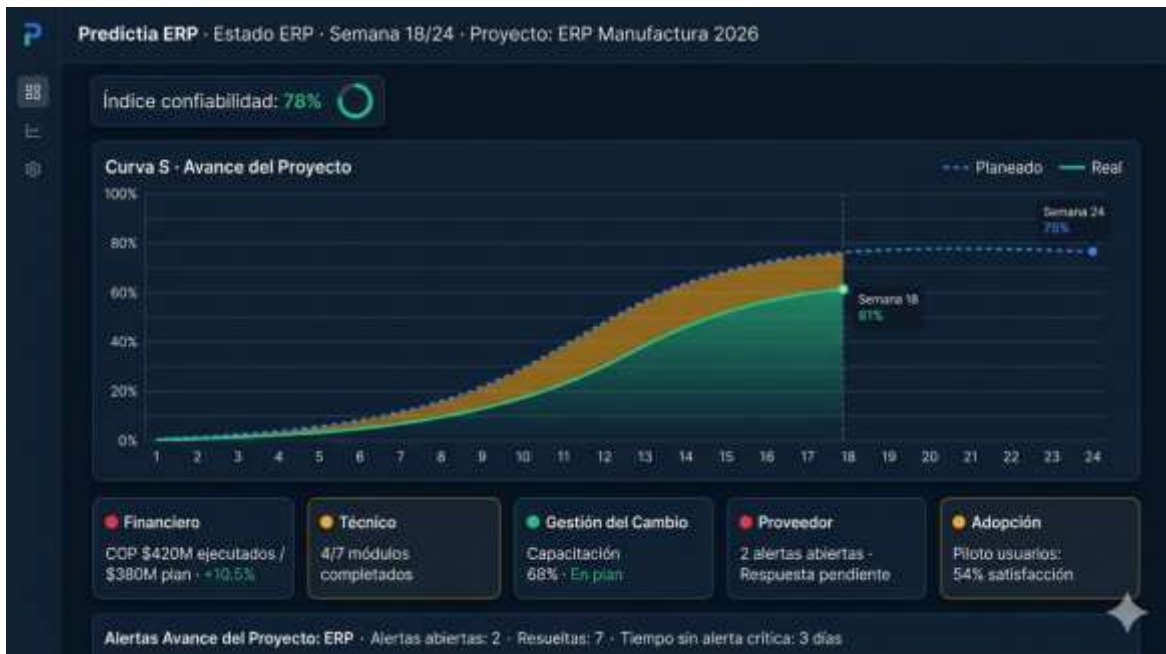 Predictia ERP · Estado ERP · Semana 18/24 · Proyecto: ERP Manufactura 2026
Índice confiabilidad: 78%
Curva S · Avance del Proyecto
Planeado
Real
100%
80%
60%
40%
20%
0%
Semana 24
Semana 18
1 2 3 4 5 6 7 8 9 10 11 12 13 14 15 16 17 18 19 20 21 22 23 24
Financiero
COP $420M ejecutados /
$380M plan · +10.5%
Técnico
4/7 módulos
completados
Gestión del Cambio
Capacitación
68% · En plan
Proveedor
2 alertas abiertas -
Respuesta pendiente
Adopción
Piloto usuarios:
54% satisfacción
Alertas Avance del Proyecto: ERP · Alertas abiertas: 2 · Resueltas: 7 · Tiempo sin alerta crítica: 3 días